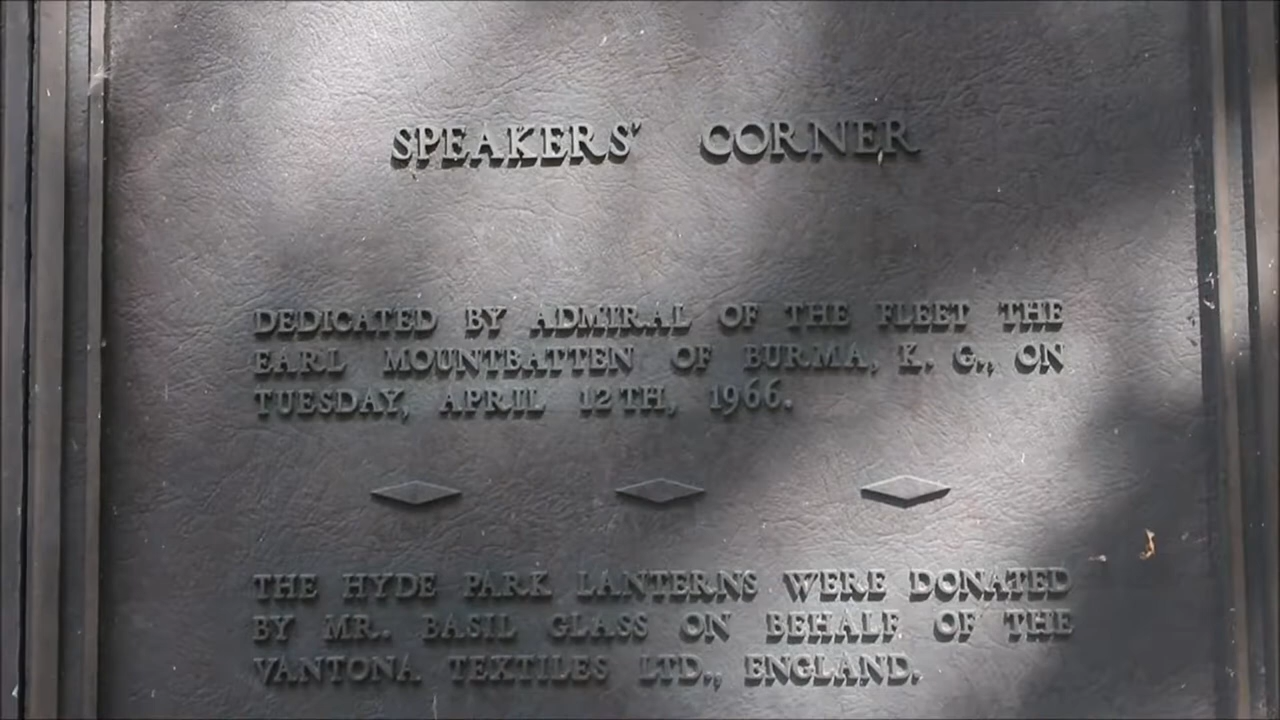 SPEAKERS' CORNER
DEDICATED BY ADMIRAL OF THE FLEET THE
EARL MOUNTBATTEN OF BURMA, K. G., ON
TUESDAY, APRIL 12TH, 1966.
THE HYDE PARK LANTERNS WERE DONATED
BY MR. BASIL GLASS ON BEHALF OF THE
VANTONA TEXTILES LTD., ENGLAND.